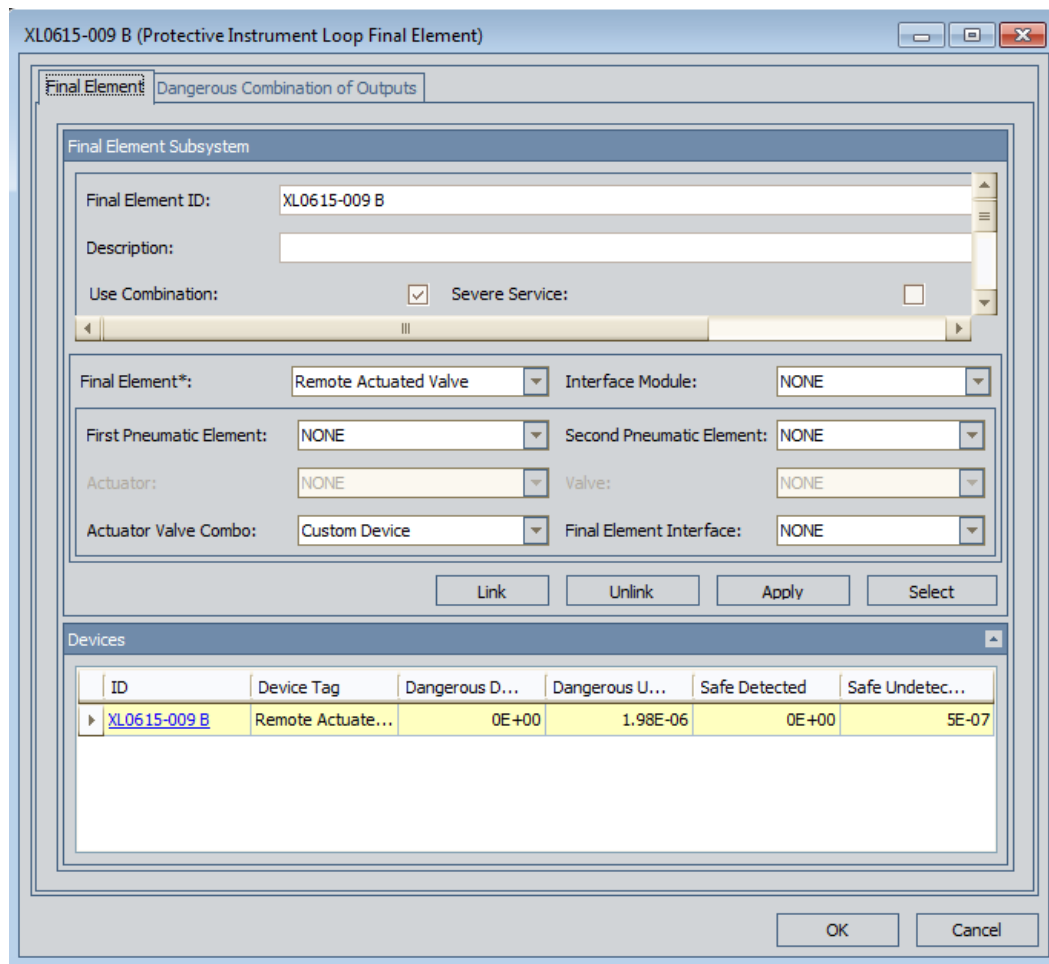 XL0615-009 B (Protective Instrument Loop Final Element)
Final Element Dangerous Combination of Outputs
Final Element Subsystem
Final Element ID: XL0615-009 B
Description:
Use Combination: Severe Service:
Final Element*: Remote Actuated Valve Interface Module: NONE
First Pneumatic Element: NONE Second Pneumatic Element: NONE
Actuator: NONE Valve: NONE
Actuator Valve Combo: Custom Device Final Element Interface: NONE
Link Unlink Apply Select
Devices
ID Device Tag Dangerous D... Dangerous U... Safe Detected Safe Undetec...
XL0615-009 B Remote Actuate... 0E+00 1.98E-06 0E+00 5E-07
OK Cancel